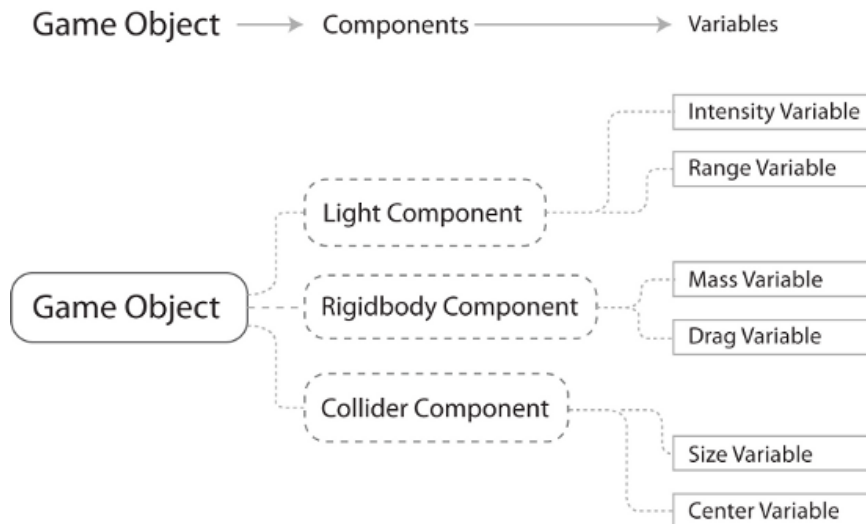 Game Object
Components
Variables
Intensity Variable
Range Variable
Light Component
Game Object
Rigidbody Component
Mass Variable
Drag Variable
Collider Component
Size Variable
Center Variable